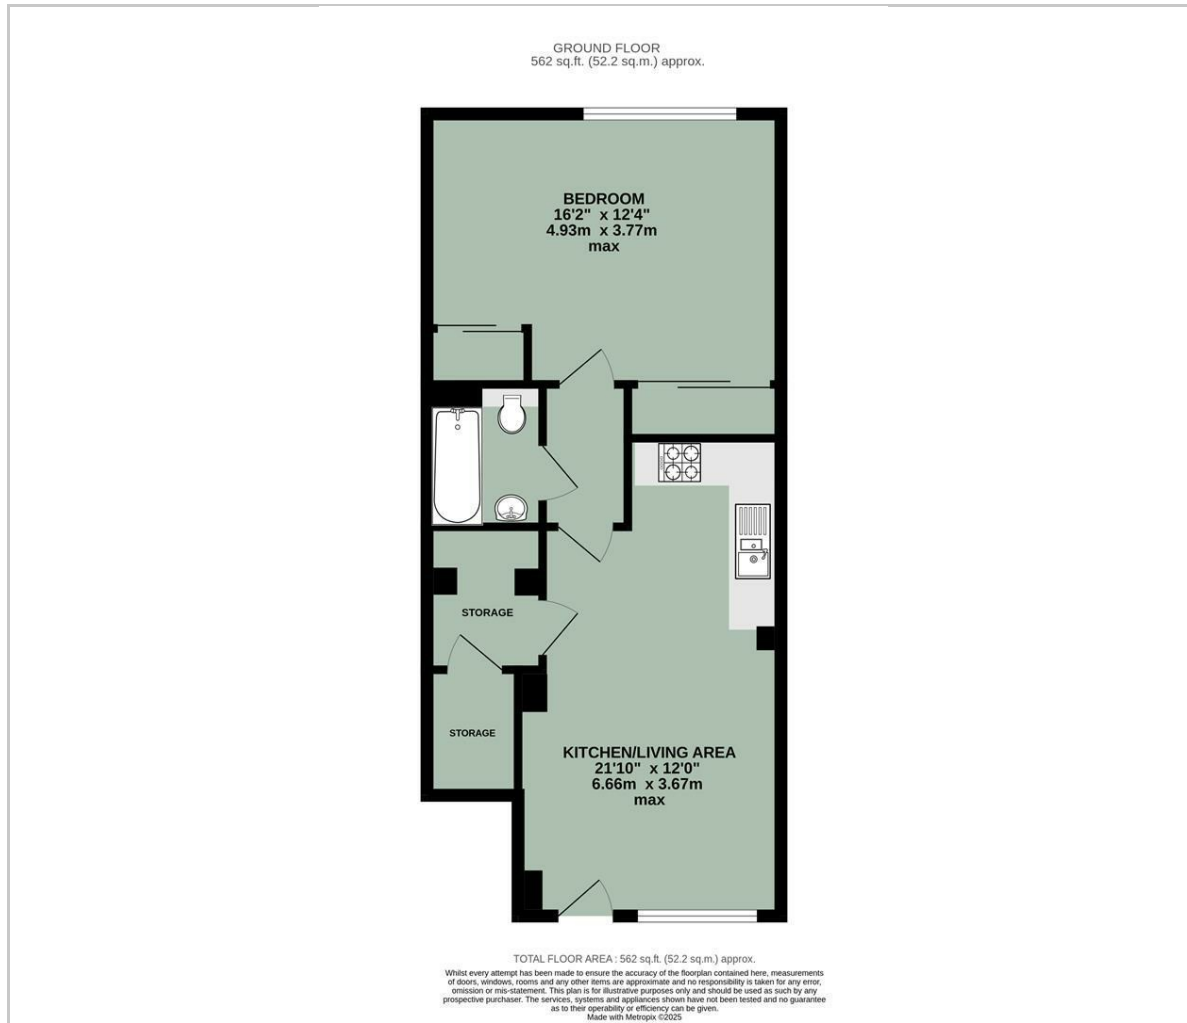 GROUND FLOOR
562 sq.ft. (52.2 sq.m.) approx.
BEDROOM
16'2" x 12'4"
4.93m x 3.77m
max
STORAGE
STORAGE
KITCHEN/LIVING AREA
21'10" x 12'0"
6.66m x 3.67m
max
TOTAL FLOOR AREA : 562 sq.ft. (52.2 sq.m.) approx.
Whilst every attempt has been made to ensure the accuracy of the floorplan contained here, measurements
of doors, windows, rooms and any other items are approximate and no responsibility is taken for any error,
omission or mis-statement. This plan is for illustrative purposes only and should be used as such by any
prospective purchaser. The services, systems and appliances shown have not been tested and no guarantee
as to their operability or efficiency can be given.
Made with Metropix ©2025